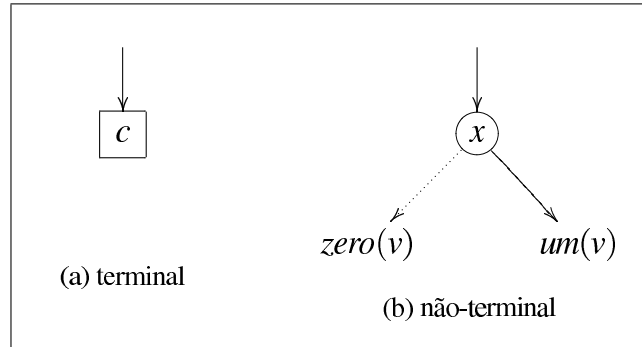 c
x
zero(v)
um(v)
(a) terminal
(b) não-terminal